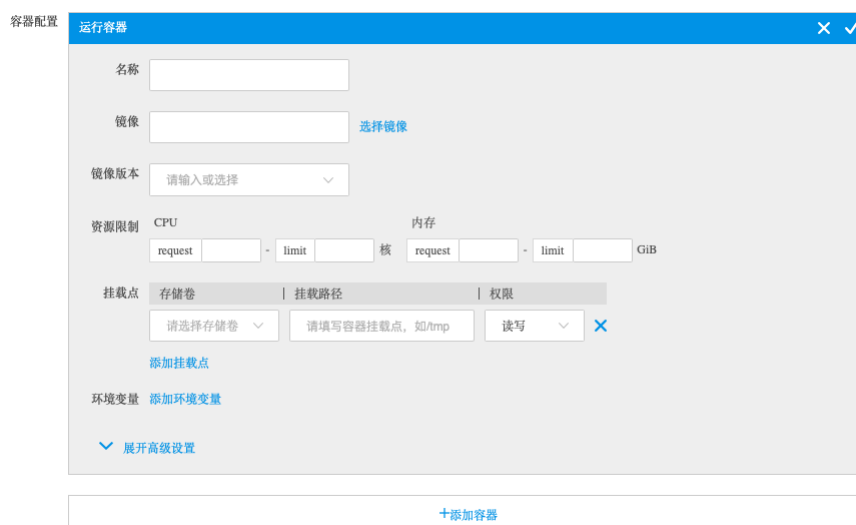 容器配置
运行容器
名称
镜像
选择镜像
镜像版本
请输入或选择
资源限制
CPU
内存
request - limit 核 request - limit GiB
挂载点
存储卷 | 挂载路径 | 权限
请选择存储卷 请填写容器挂载点，如/tmp 读写
添加挂载点
环境变量 添加环境变量
展开高级设置
+添加容器